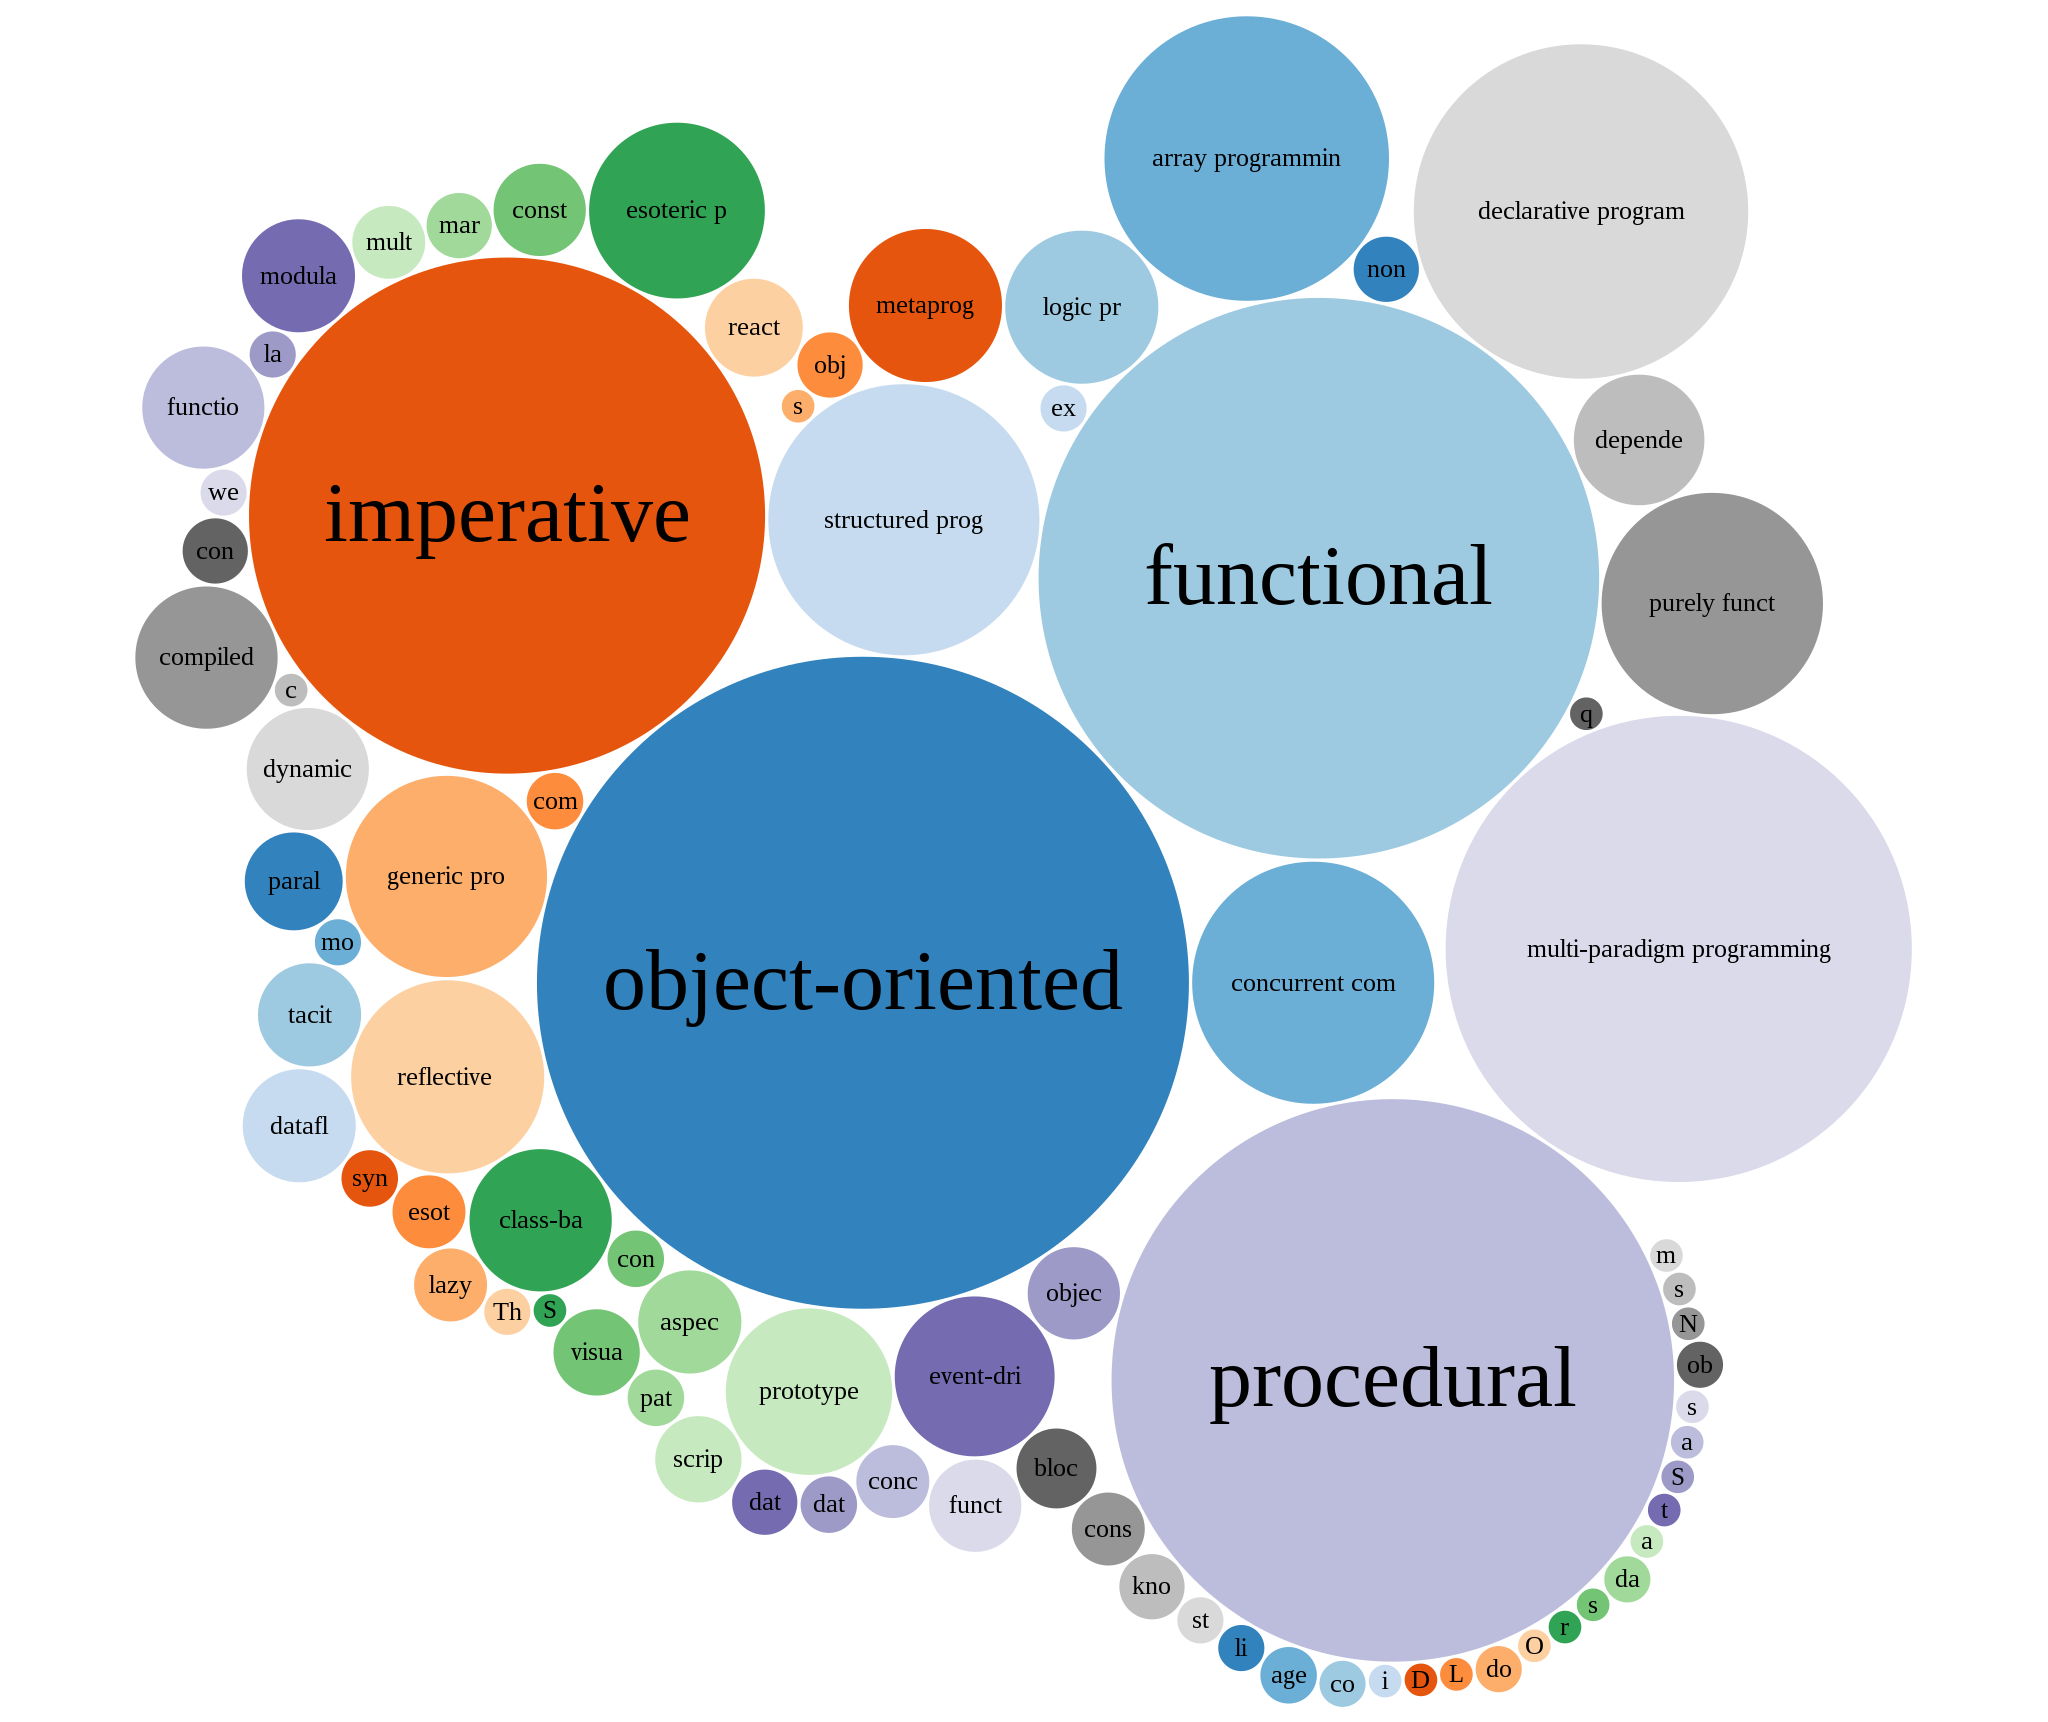 array programmin
declarative program
esoteric p
const
mar
mult
modula
non
metaprog
logic pr
react
la
obj
s
ex
functio
depende
we
imperative
structured prog
con
functional
purely funct
compiled
c
q
dynamic
com
generic pro
paral
mo
multi-paradigm programming
object-oriented
concurrent com
tacit
reflective
datafl
syn
esot
class-ba
con
lazy
Th
S
objec
m
s
N
aspec
visua
ob
event-dri
procedural
prototype
pat
s
a
scrip
bloc
S
conc
dat
dat
funct
t
cons
a
da
kno
s
st
r
li
O
do
age
co
i
D
L